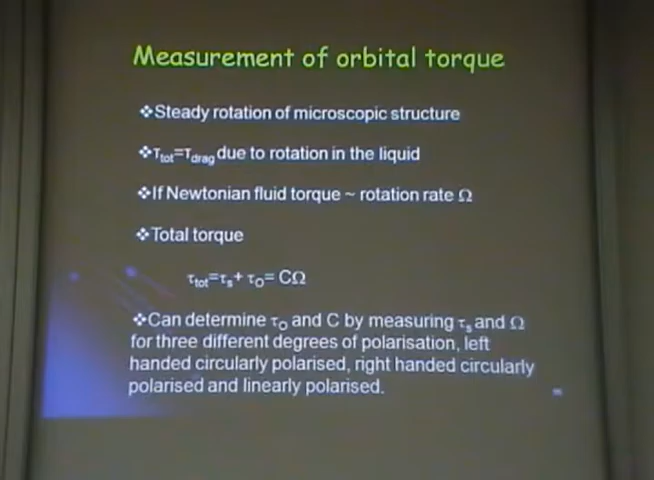 Measurement of orbital torque
❖Steady rotation of microscopic structure
❖τtot=τdrag due to rotation in the liquid
❖If Newtonian fluid torque ~ rotation rate Ω
❖Total torque
τtot=τs+ τO= CΩ
❖Can determine τO and C by measuring τs and Ω
for three different degrees of polarisation, left
handed circularly polarised, right handed circularly
polarised and linearly polarised.